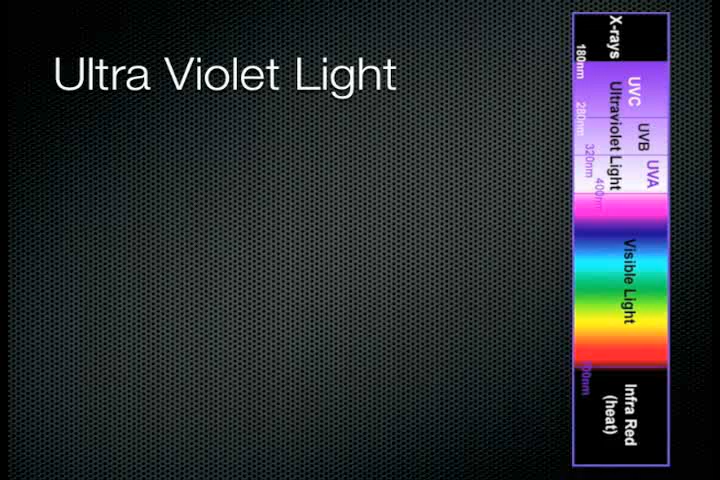 Ultra Violet Light
X-rays
180nm
UVC
Ultraviolet Light
280nm
UVB
320nm
UVA
400nm
Visible Light
Infra Red
(heat)